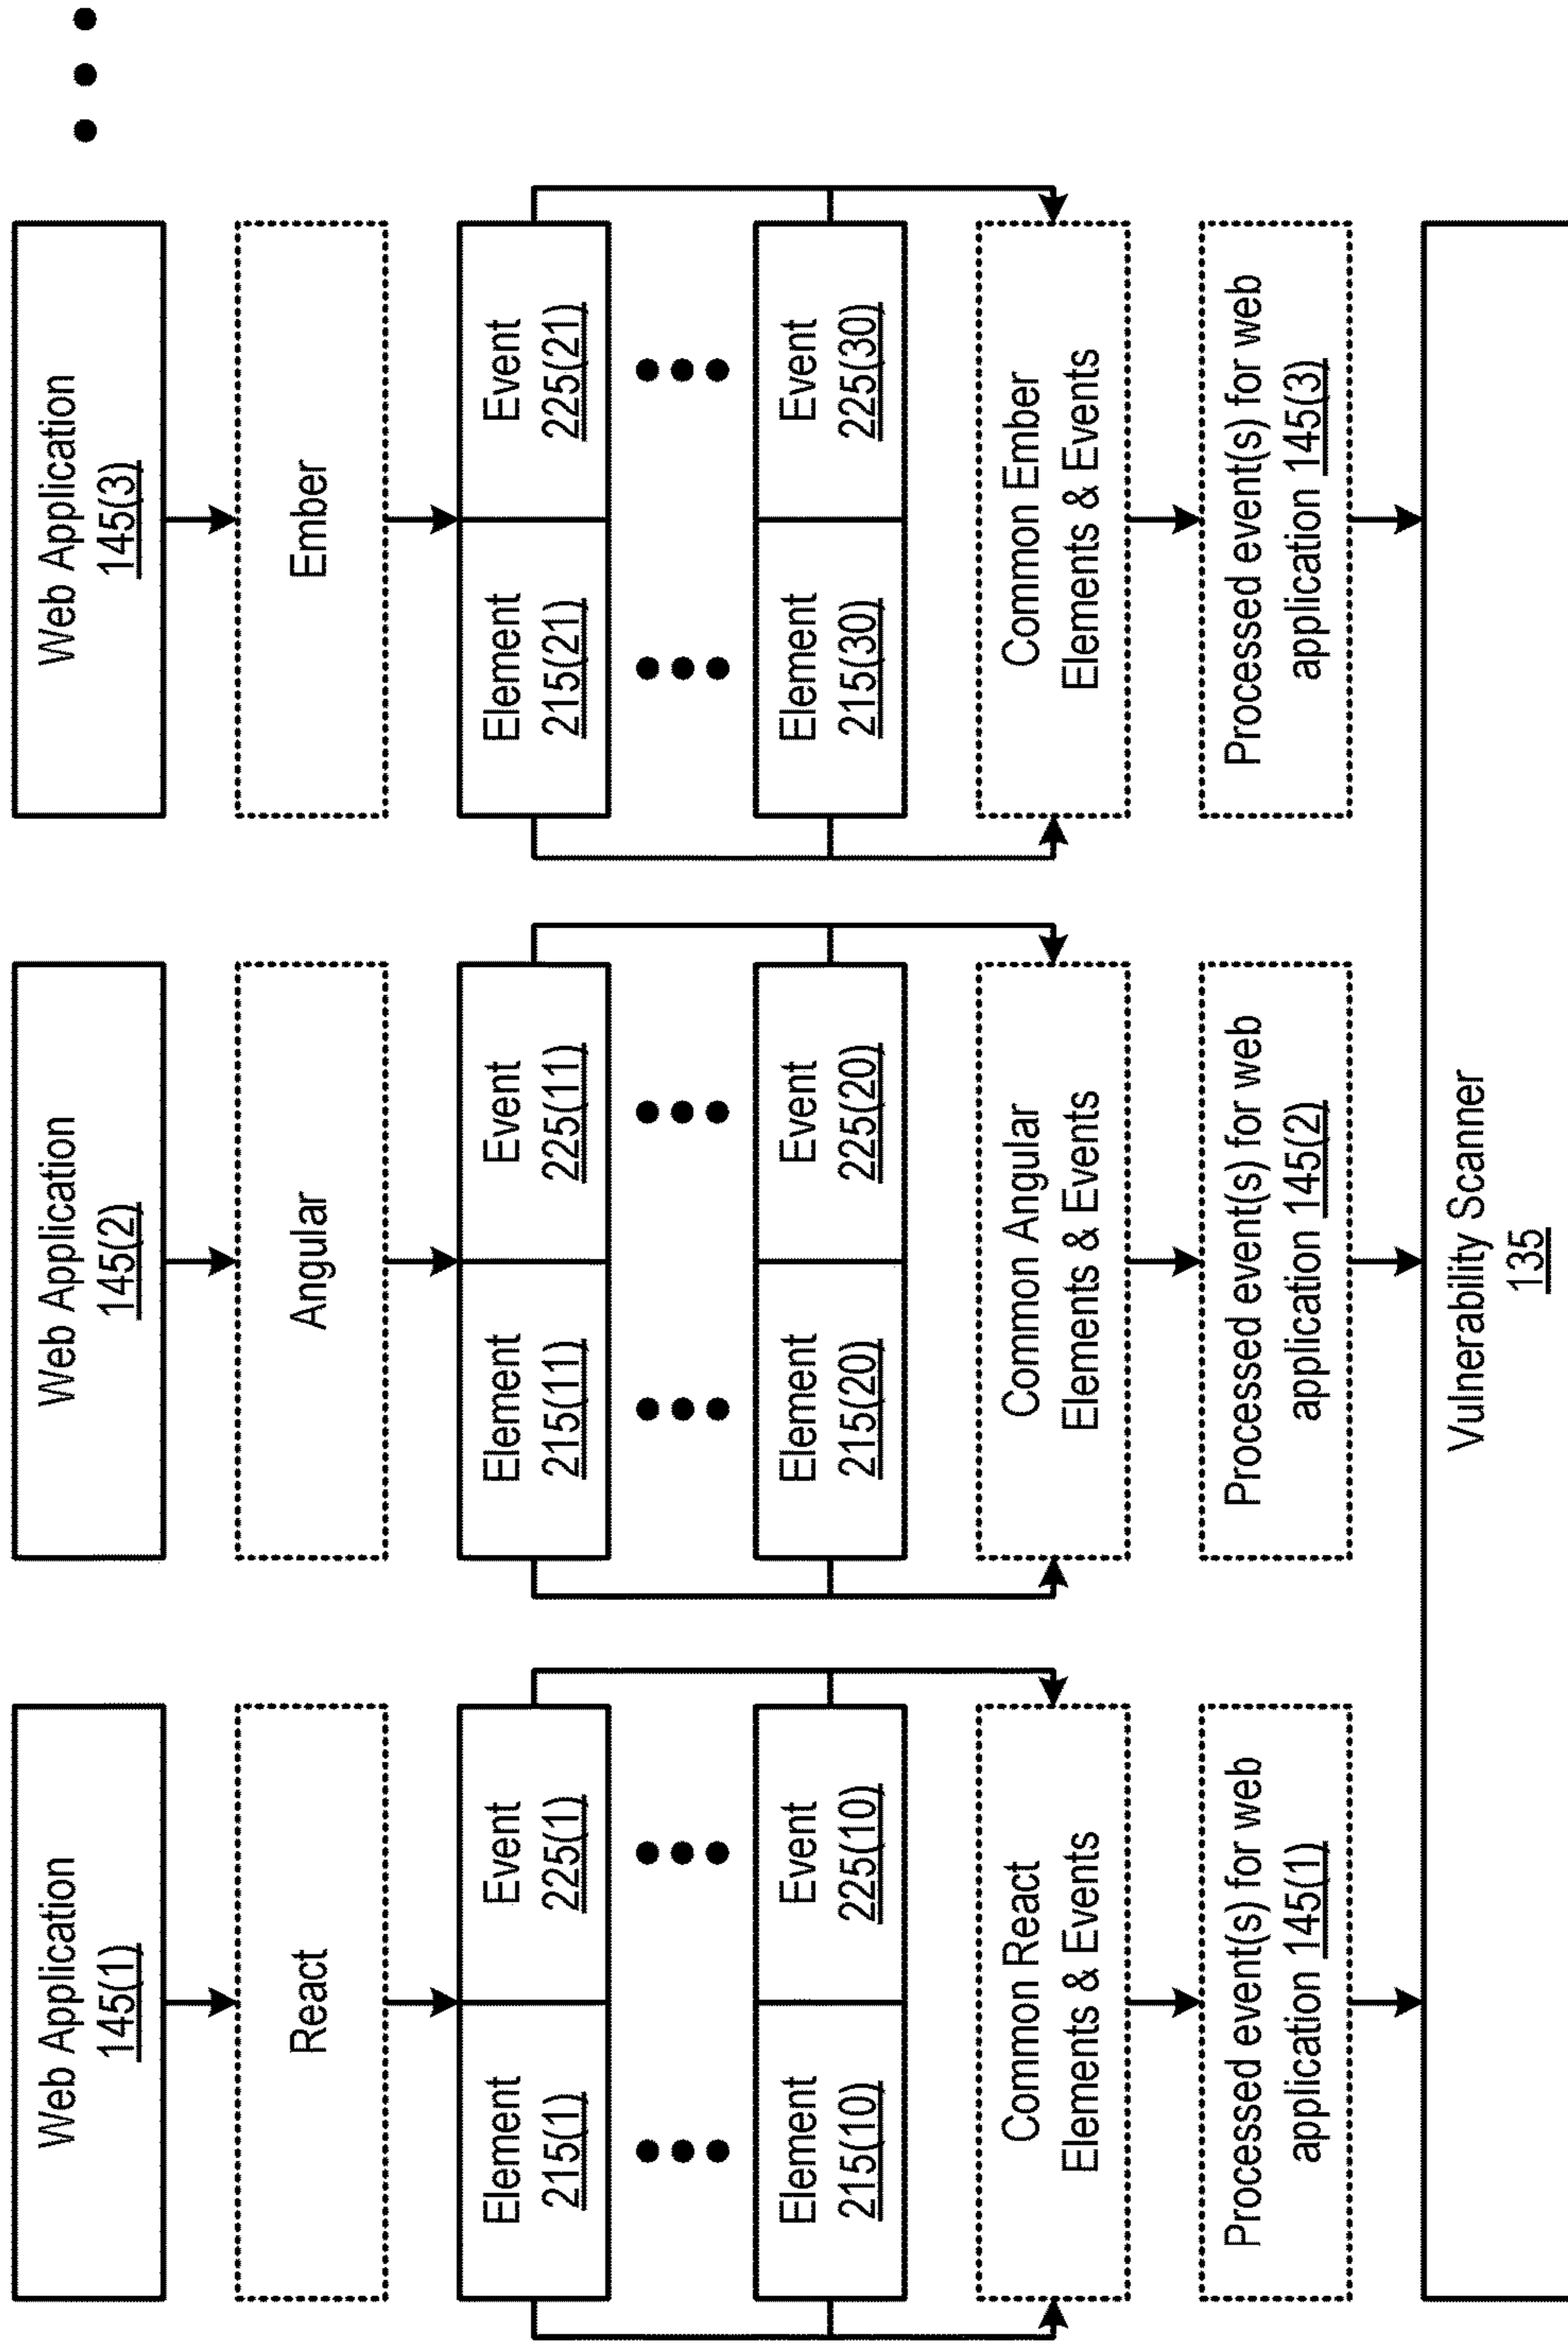 Web Application
145(1)
Web Application
145(2)
Web Application
145(3)
React
Angular
Ember
Element
215(1)
Event
225(1)
Element
215(11)
Event
225(11)
Element
215(21)
Event
225(21)
Element
215(10)
Event
225(10)
Element
215(20)
Event
225(20)
Element
215(30)
Event
225(30)
Common React
Elements & Events
Common Angular
Elements & Events
Common Ember
Elements & Events
Processed event(s) for web
application 145(1)
Processed event(s) for web
application 145(2)
Processed event(s) for web
application 145(3)
Vulnerability Scanner
135